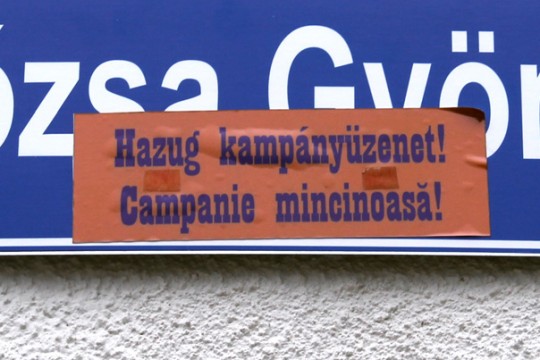 ózsa Györ
Hazug kampányüzenet!
Campanie mincinoasă!